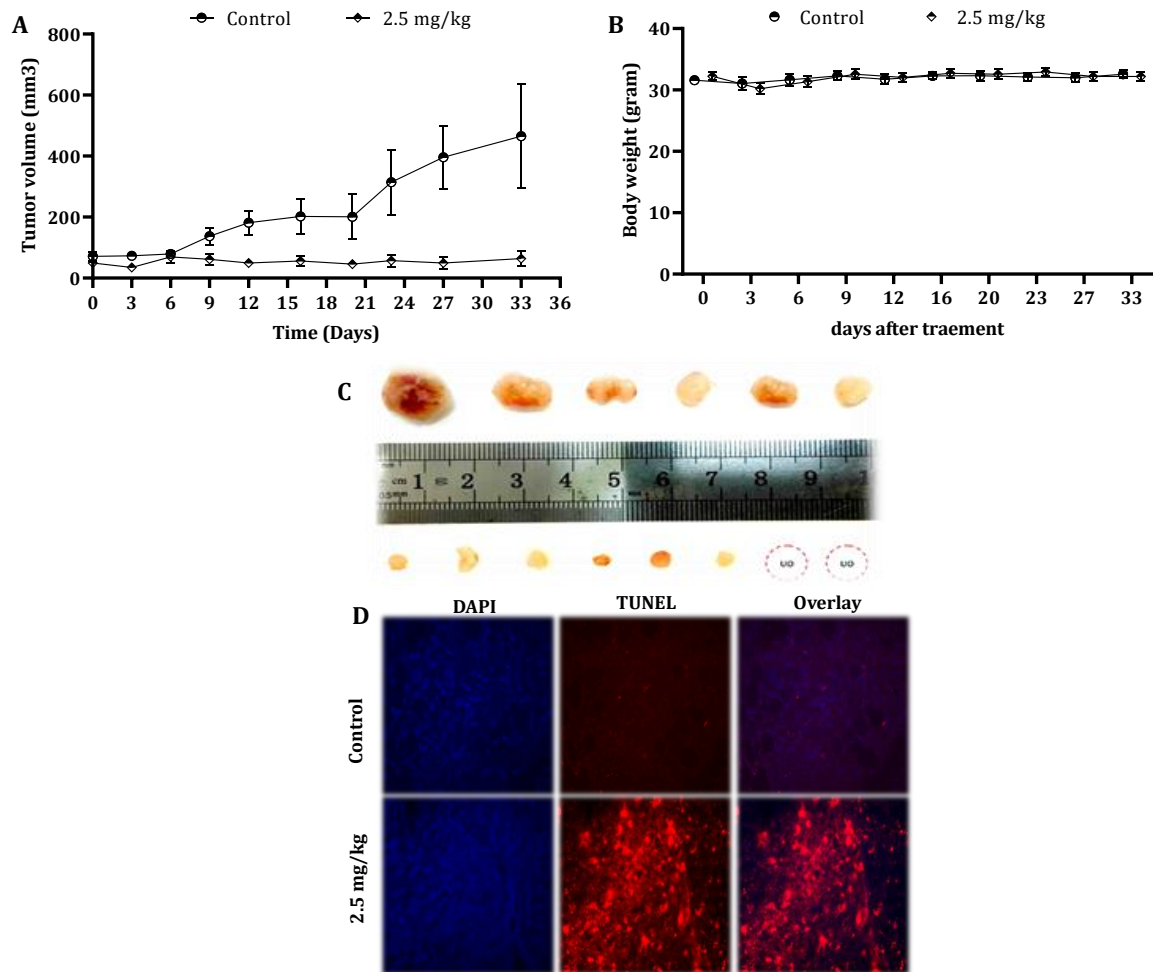 A
Control
2.5 mg/kg
Tumor volume (mm3)
800
600
400
200
0
0 3 6 9 12 15 18 21 24 27 30 33 36
Time (Days)
B
Control
2.5 mg/kg
Body weight (gram)
40
30
20
10
0
0 3 6 9 12 16 20 23 27 33
days after traement
C
cm 1 2 3 4 5 6 7 8 9 1
0.5mm
UD UD
D
DAPI TUNEL Overlay
Control
2.5 mg/kg